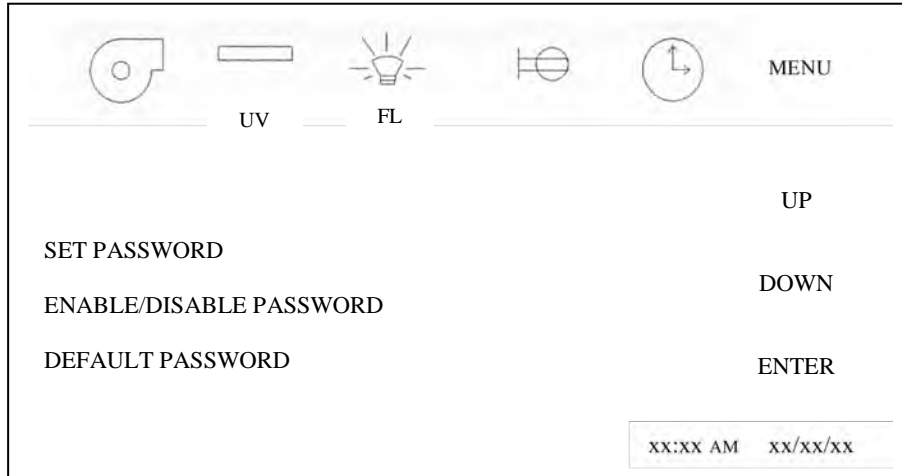 MENU
UV FL
UP
SET PASSWORD
DOWN
ENABLE/DISABLE PASSWORD
DEFAULT PASSWORD
ENTER
xx:xx AM xx/xx/xx